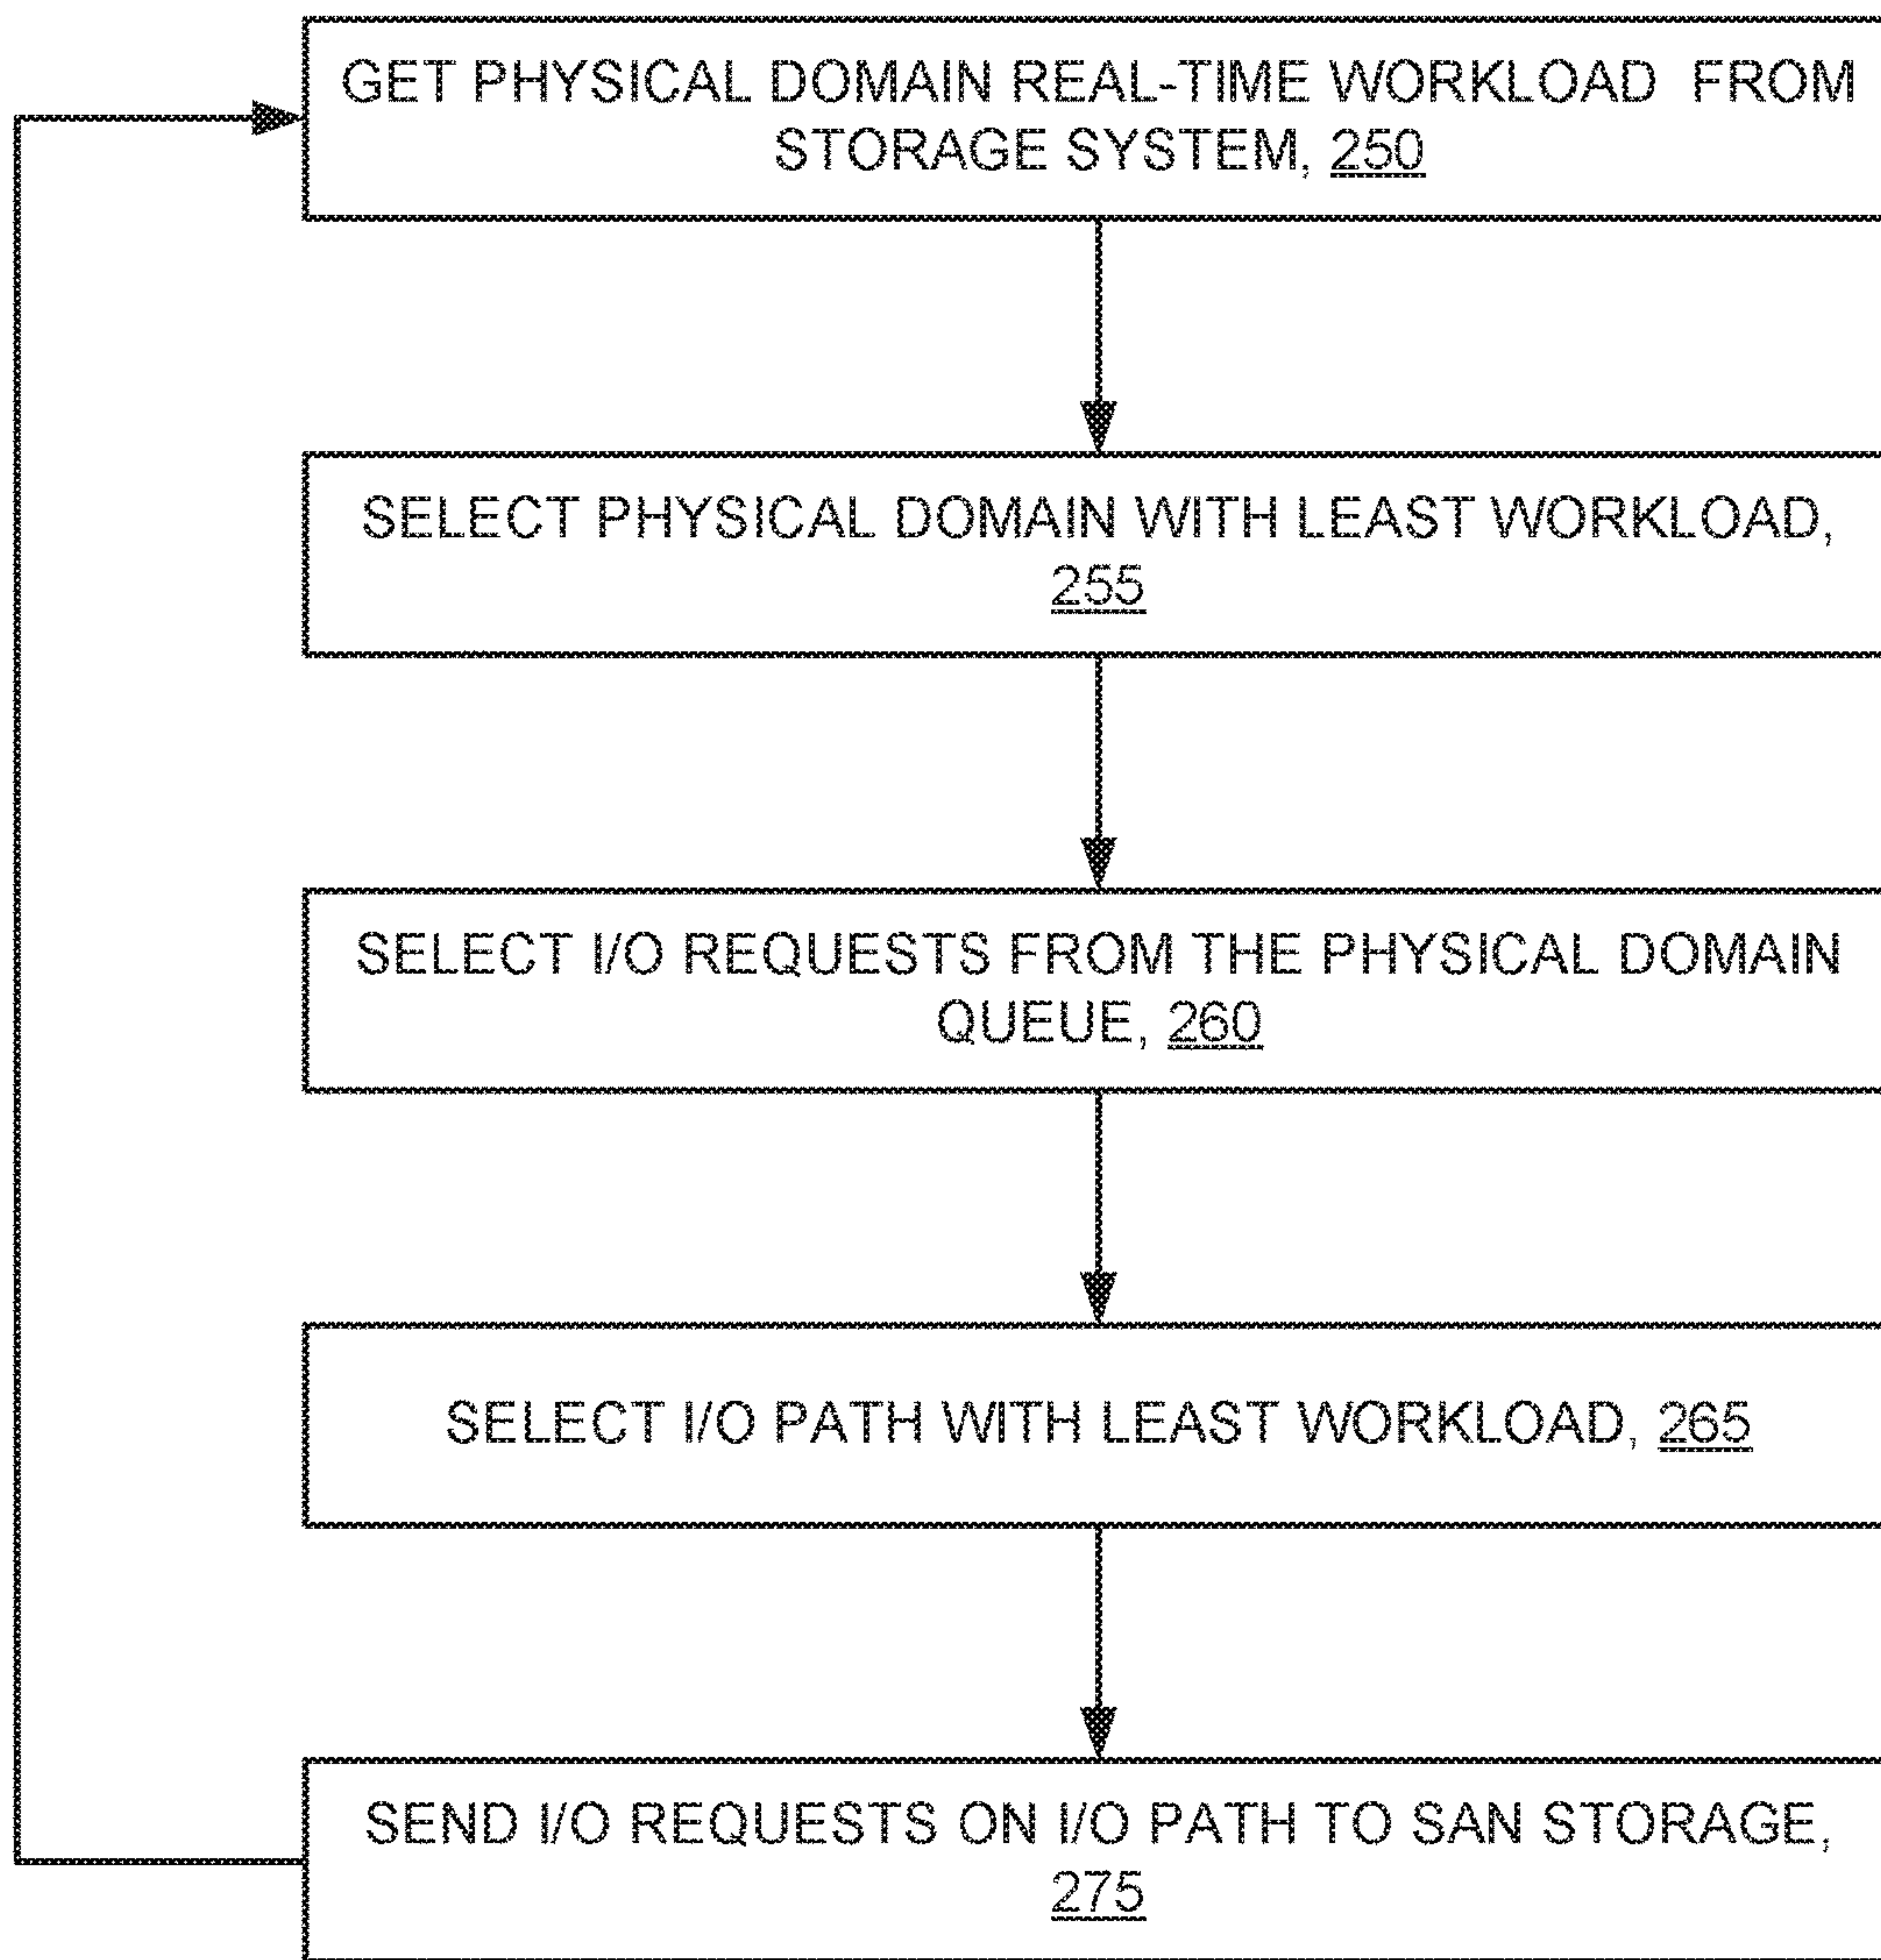 GET PHYSICAL DOMAIN REAL-TIME WORKLOAD FROM
STORAGE SYSTEM, 250
SELECT PHYSICAL DOMAIN WITH LEAST WORKLOAD,
255
SELECT I/O REQUESTS FROM THE PHYSICAL DOMAIN
QUEUE, 260
SELECT I/O PATH WITH LEAST WORKLOAD, 265
SEND I/O REQUESTS ON I/O PATH TO SAN STORAGE,
275